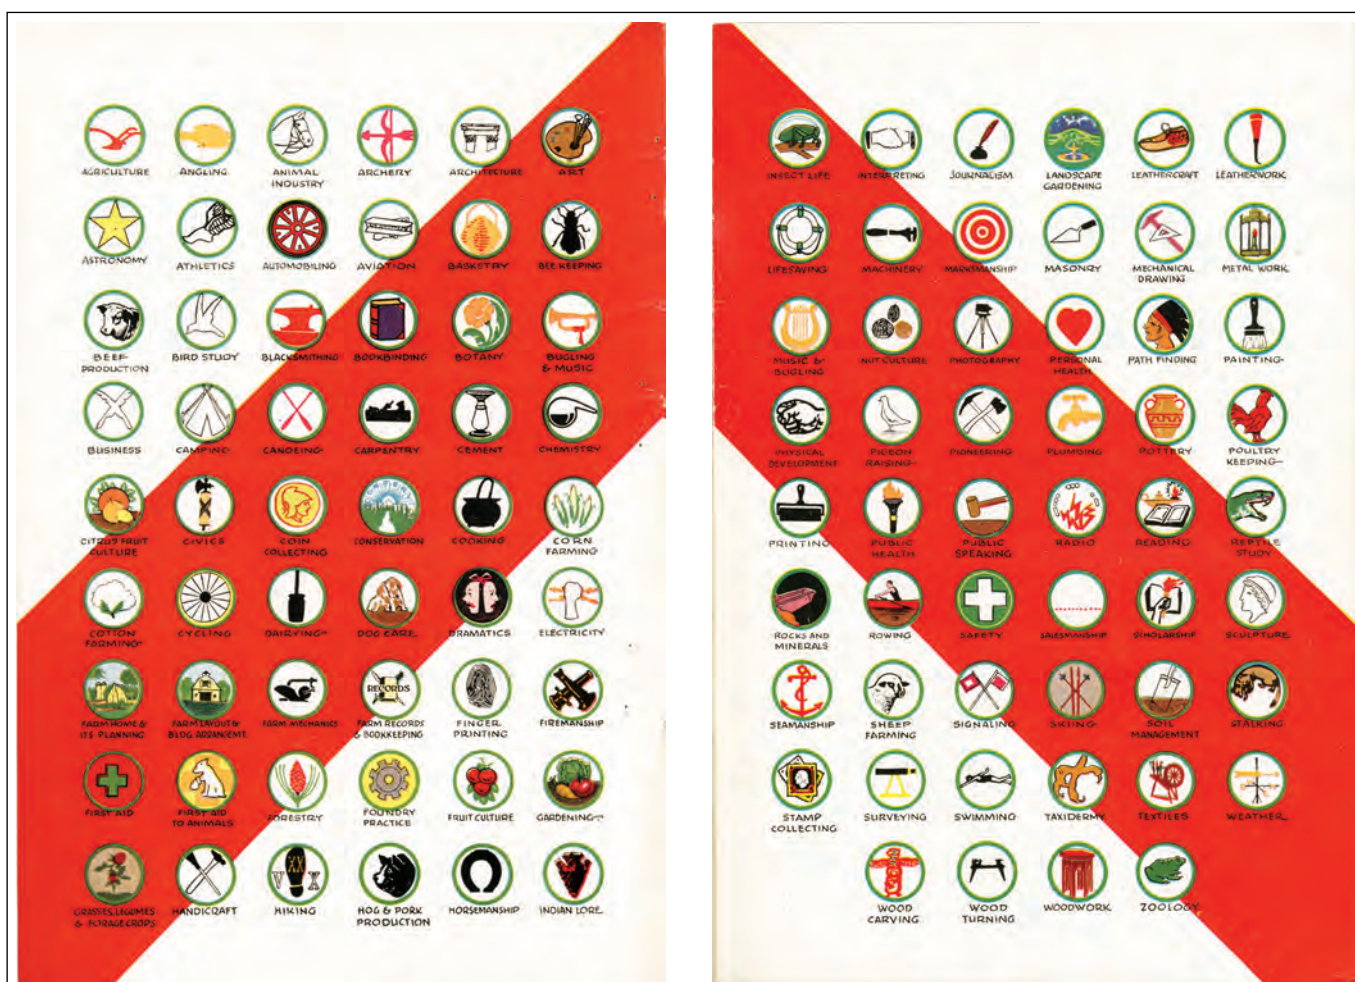 AGRICULTURE
ANGLING
ANIMAL
INDUSTRY
ARCHERY
ARCHITECTURE
ART
ASTRONOMY
ATHLETICS
AUTOMOBILING
AVIATION
BASKETRY
BEE KEEPING
BEEF
PRODUCTION
BIRD STUDY
BLACKSMITHING
BOOKBINDING
BOTANY
BUGLING
& MUSIC
BUSINESS
CAMPING
CANOEING
CARPENTRY
CEMENT
CHEMISTRY
CITRUS FRUIT
CULTURE
CIVICS
COIN
COLLECTING
CONSERVATION
COOKING
CORN
FARMING
COTTON
FARMING
CYCLING
DAIRYING
DOG CARE
DRAMATICS
ELECTRICITY
FARM HOME &
ITS PLANNING
FARM LAYOUT &
BLDG ARRANGEMT.
FARM MECHANICS
RECORDS
FARM RECORDS
& BOOKKEEPING
FINGER
PRINTING
FIREMANSHIP
FIRST AID
FIRST AID
TO ANIMALS
FORESTRY
FOUNDRY
PRACTICE
FRUIT CULTURE
GARDENING
GRASSES, LEGUMES
& FORAGE CROPS
HANDICRAFT
XX
V X
HIKING
HOG & PORK
PRODUCTION
HORSEMANSHIP
INDIAN LORE
INSECT LIFE
INTERPRETING
JOURNALISM
LANDSCAPE
GARDENING
LEATHERCRAFT
LEATHERWORK
LIFESAVING
MACHINERY
MARKSMANSHIP
MASONRY
MECHANICAL
DRAWING
METAL WORK
MUSIC &
BUGLING
NUT CULTURE
PHOTOGRAPHY
PERSONAL
HEALTH
PATH FINDING
PAINTING
PHYSICAL
DEVELOPMENT
PIGEON
RAISING
PIONEERING
PLUMBING
POTTERY
POULTRY
KEEPING
PRINTING
PUBLIC
HEALTH
PUBLIC
SPEAKING
RADIO
READING
REPTILE
STUDY
ROCKS AND
MINERALS
ROWING
SAFETY
SALESMANSHIP
SCHOLARSHIP
SCULPTURE
SEAMANSHIP
SHEEP
FARMING
SIGNALING
SKIING
SOIL
MANAGEMENT
STALKING
STAMP
COLLECTING
SURVEYING
SWIMMING
TAXIDERMY
TEXTILES
WEATHER
WOOD
CARVING
WOOD
TURNING
WOODWORK
ZOOLOGY